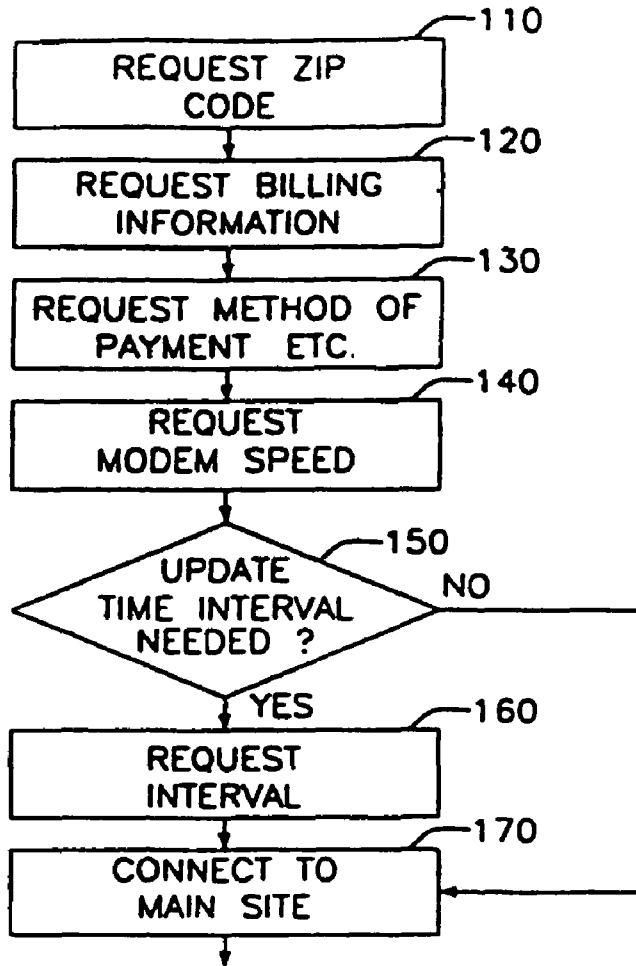 110
REQUEST ZIP
CODE
120
REQUEST BILLING
INFORMATION
130
REQUEST METHOD OF
PAYMENT ETC.
140
REQUEST
MODEM SPEED
150
UPDATE
TIME INTERVAL
NEEDED ?
NO
YES
160
REQUEST
INTERVAL
170
CONNECT TO
MAIN SITE